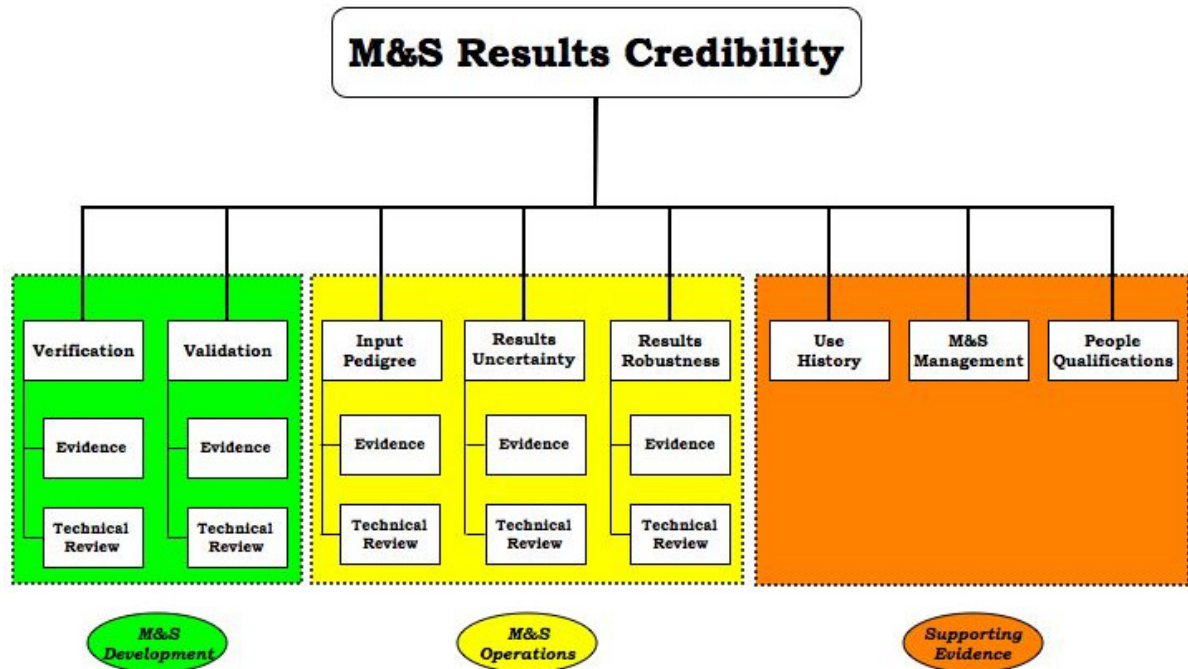 M&S Results Credibility
Verification
Validation
Input
Pedigree
Results
Uncertainty
Results
Robustness
Use
History
M&S
Management
People
Qualifications
Evidence
Evidence
Evidence
Evidence
Evidence
Technical
Review
Technical
Review
Technical
Review
Technical
Review
Technical
Review
M&S
Development
M&S
Operations
Supporting
Evidence